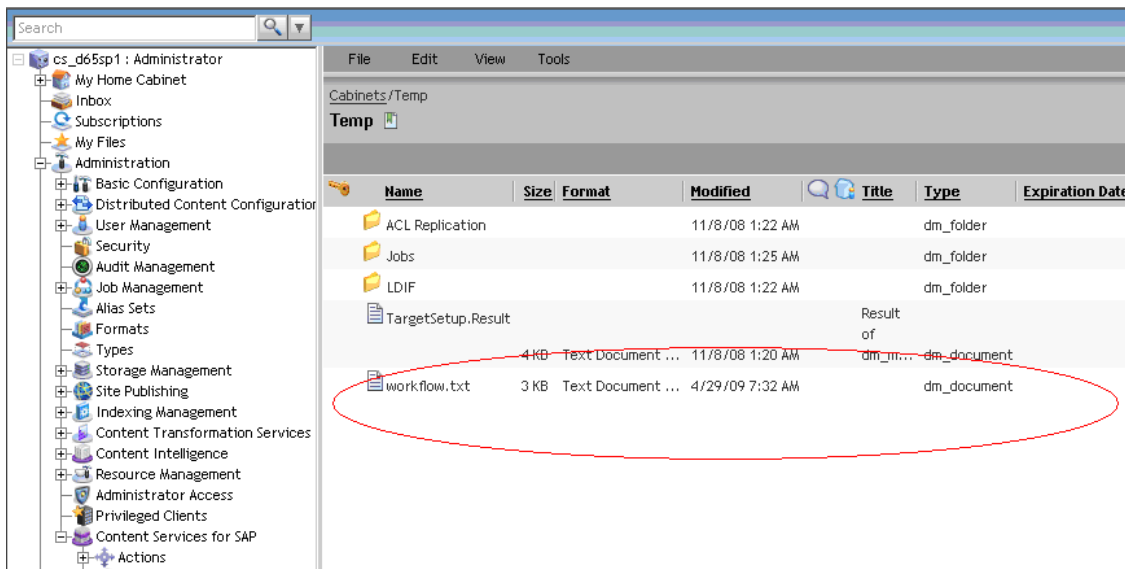 Search
cs_d65sp1 : Administrator
My Home Cabinet
Inbox
Subscriptions
My Files
Administration
Basic Configuration
Distributed Content Configuration
User Management
Security
Audit Management
Job Management
Alias Sets
Formats
Types
Storage Management
Site Publishing
Indexing Management
Content Transformation Services
Content Intelligence
Resource Management
Administrator Access
Privileged Clients
Content Services for SAP
Actions
File Edit View Tools
Cabinets/Temp
Temp
Name Size Format Modified Title Type Expiration Date
ACL Replication 11/8/08 1:22 AM dm_folder
Jobs 11/8/08 1:25 AM dm_folder
LDIF 11/8/08 1:22 AM dm_folder
TargetSetup.Result Result
of
4 KB Text Document ... 11/8/08 1:20 AM dm_m... dm_document
workflow.txt 3 KB Text Document ... 4/29/09 7:32 AM dm_document